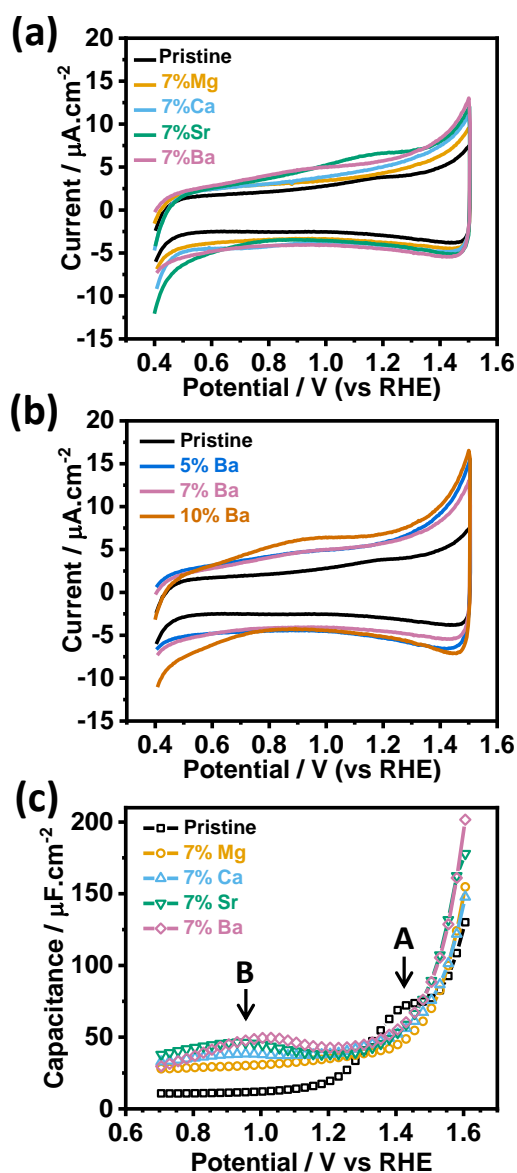 (a)
20
15
10
5
0
-5
-10
-15
Current / μA.cm-2
Pristine
7%Mg
7%Ca
7%Sr
7%Ba
0.4 0.6 0.8 1.0 1.2 1.4 1.6
Potential / V (vs RHE)
(b)
20
15
10
5
0
-5
-10
-15
Current / μA.cm-2
Pristine
5% Ba
7% Ba
10% Ba
0.4 0.6 0.8 1.0 1.2 1.4 1.6
Potential / V (vs RHE)
(c)
200
150
100
50
0
Capacitance / μF.cm-2
Pristine
7% Mg
7% Ca
7% Sr
7% Ba
B
A
0.6 0.8 1.0 1.2 1.4 1.6
Potential / V vs RHE